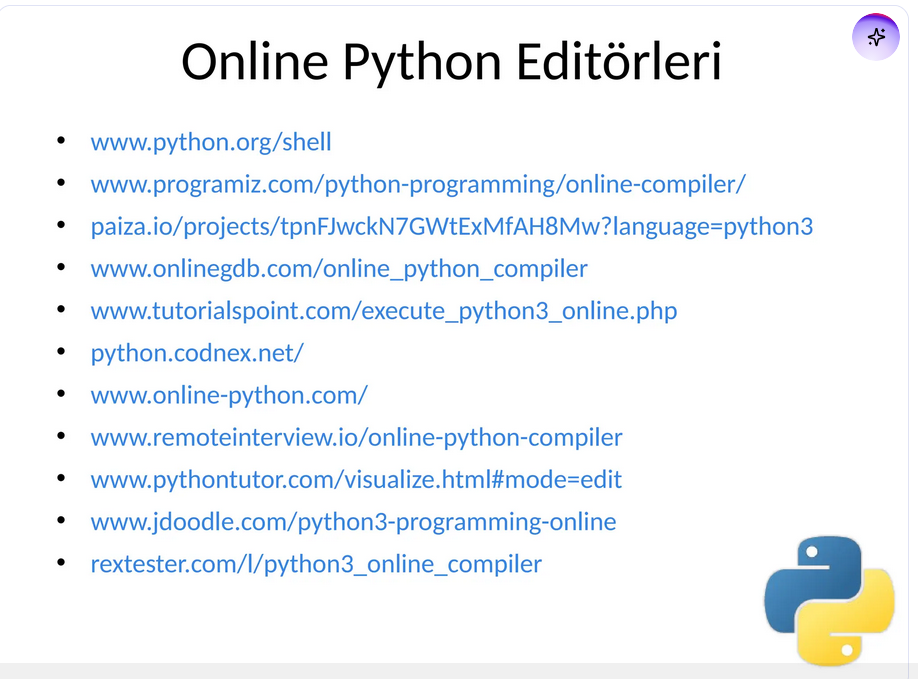 Online Python Editörleri
• www.python.org/shell
• www.programiz.com/python-programming/online-compiler/
• paiza.io/projects/tpnFJwckN7GWtExMfAH8Mw?language=python3
• www.onlinegdb.com/online_python_compiler
• www.tutorialspoint.com/execute_python3_online.php
• python.codnex.net/
• www.online-python.com/
• www.remoteinterview.io/online-python-compiler
• www.pythontutor.com/visualize.html#mode=edit
• www.jdoodle.com/python3-programming-online
• rextester.com/l/python3_online_compiler